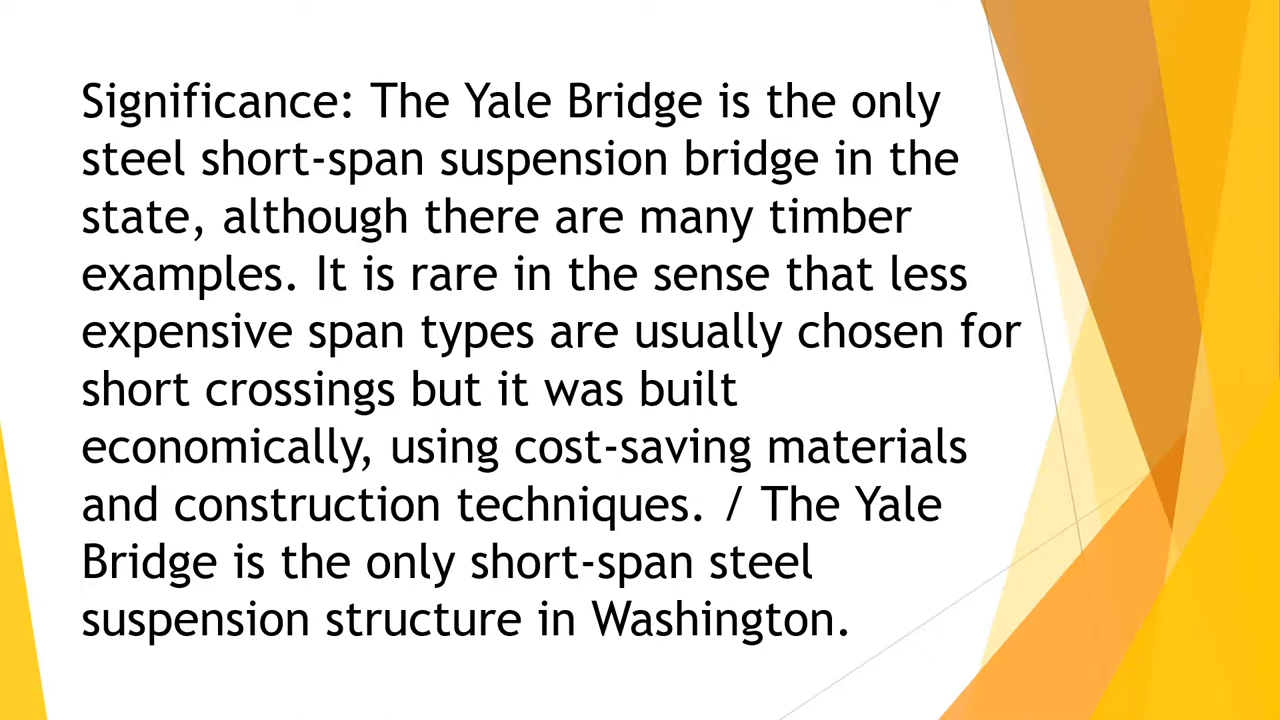 Significance: The Yale Bridge is the only
steel short-span suspension bridge in the
state, although there are many timber
examples. It is rare in the sense that less
expensive span types are usually chosen for
short crossings but it was built
economically, using cost-saving materials
and construction techniques. / The Yale
Bridge is the only short-span steel
suspension structure in Washington.